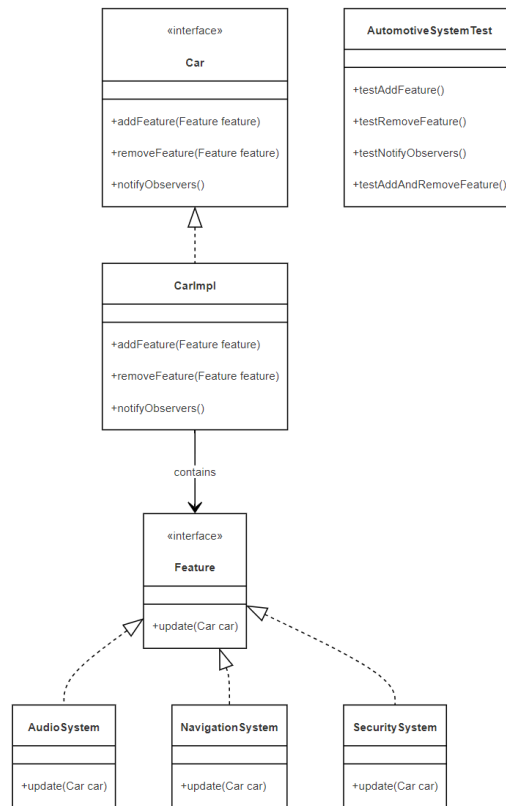 «interface»
Car
+addFeature(Feature feature)
+removeFeature(Feature feature)
+notifyObservers()
AutomotiveSystemTest
+testAddFeature()
+testRemoveFeature()
+testNotifyObservers()
+testAddAndRemoveFeature()
CarImpl
+addFeature(Feature feature)
+removeFeature(Feature feature)
+notifyObservers()
contains
«interface»
Feature
+update(Car car)
AudioSystem
+update(Car car)
NavigationSystem
+update(Car car)
SecuritySystem
+update(Car car)